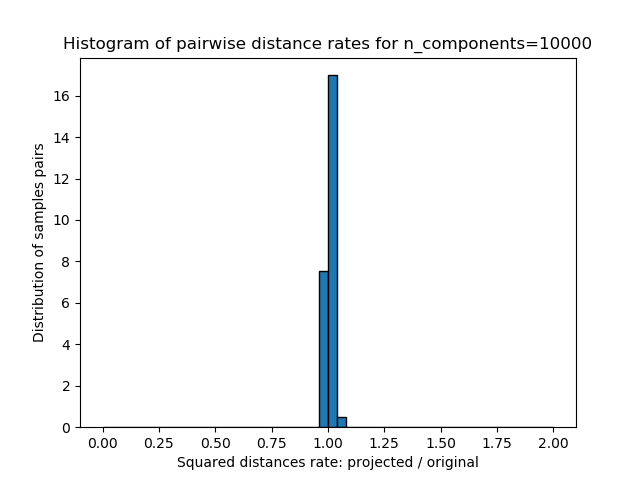 Histogram of pairwise distance rates for n_components=10000
Distribution of samples pairs
16
14
12
10
8
6
4
2
0
0.00 0.25 0.50 0.75 1.00 1.25 1.50 1.75 2.00
Squared distances rate: projected / original